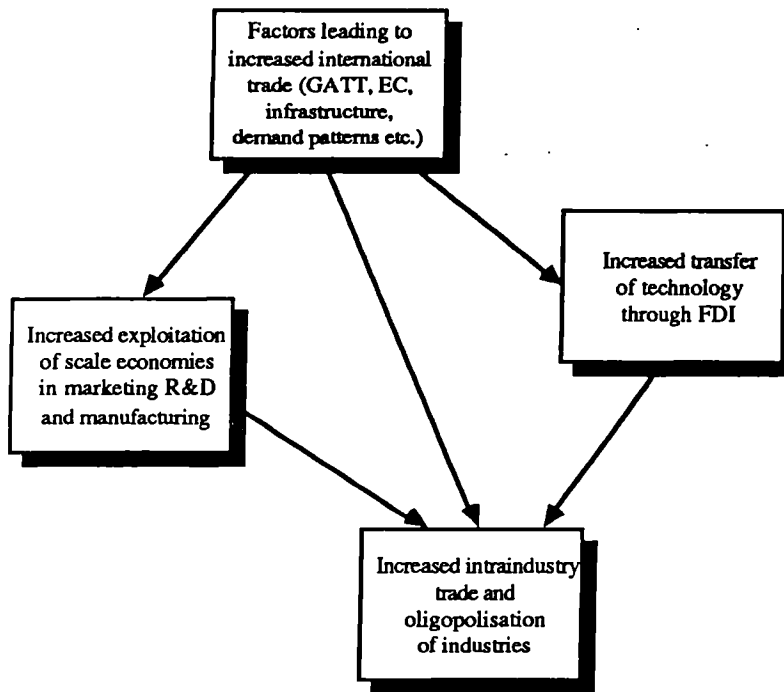 Factors leading to
increased international
trade (GATT, EC,
infrastructure,
demand patterns etc.)
Increased transfer
of technology
through FDI
Increased exploitation
of scale economies
in marketing R&D
and manufacturing
Increased intraindustry
trade and
oligopolisation
of industries